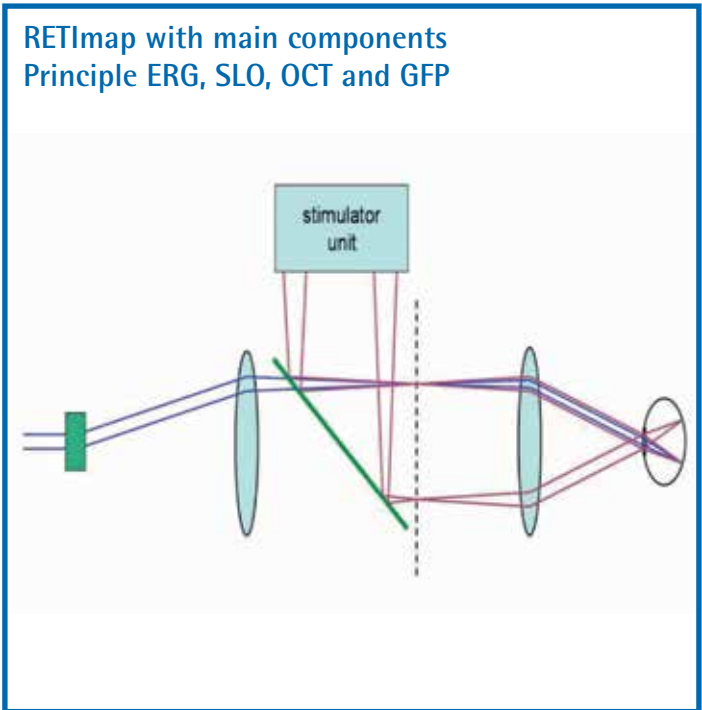 RETImap with main components
Principle ERG, SLO, OCT and GFP
stimulator
unit